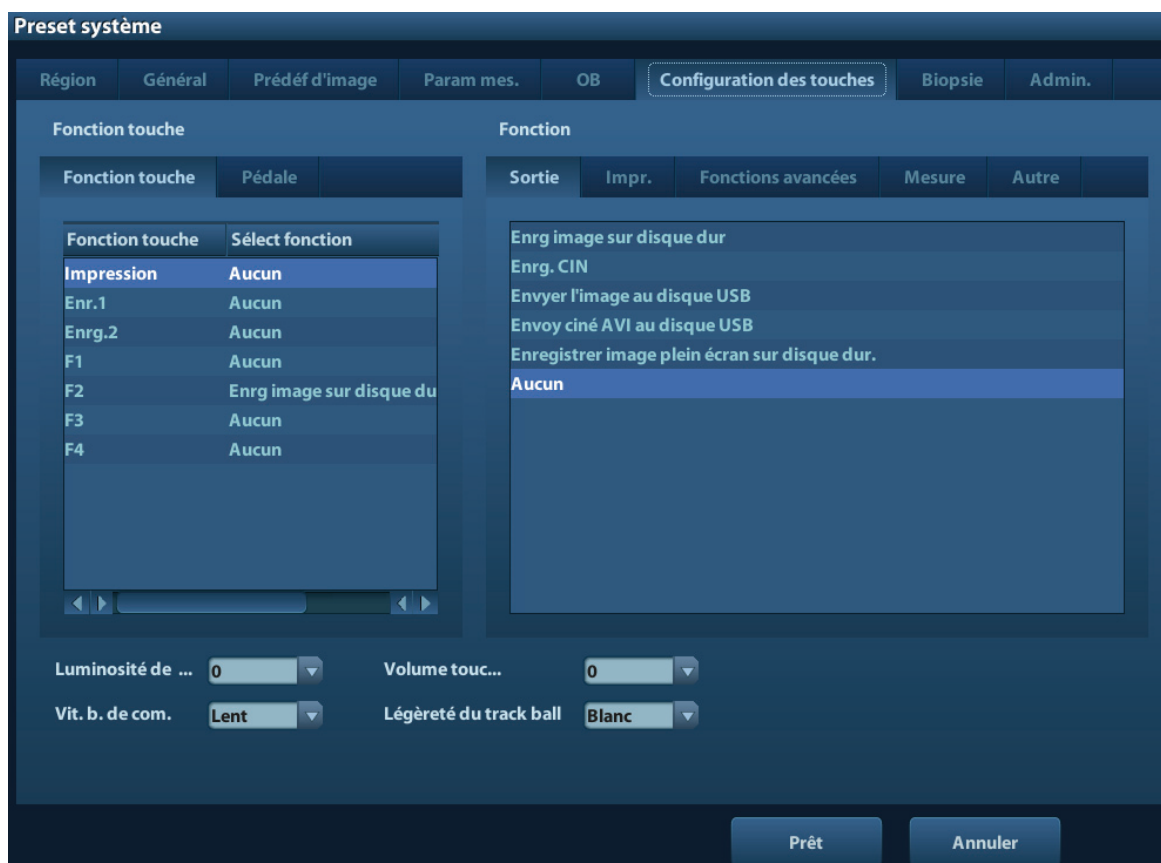 Preset système
Région Général Prédéf d'image Param mes. OB Configuration des touches Biopsie Admin.
Fonction touche Fonction
Fonction touche Pédale Sortie Impr. Fonctions avancées Mesure Autre
Fonction touche Sélect fonction
Impression Aucun
Enr.1 Aucun
Enrg.2 Aucun
F1 Aucun
F2 Enrg image sur disque du
F3 Aucun
F4 Aucun
Enrg image sur disque dur
Enrg. CIN
Envyer l'image au disque USB
Envoy ciné AVI au disque USB
Enregistrer image plein écran sur disque dur.
Aucun
Luminosité de ... 0 Volume touc... 0
Vit. b. de com. Lent Légèreté du track ball Blanc
Prêt Annuler